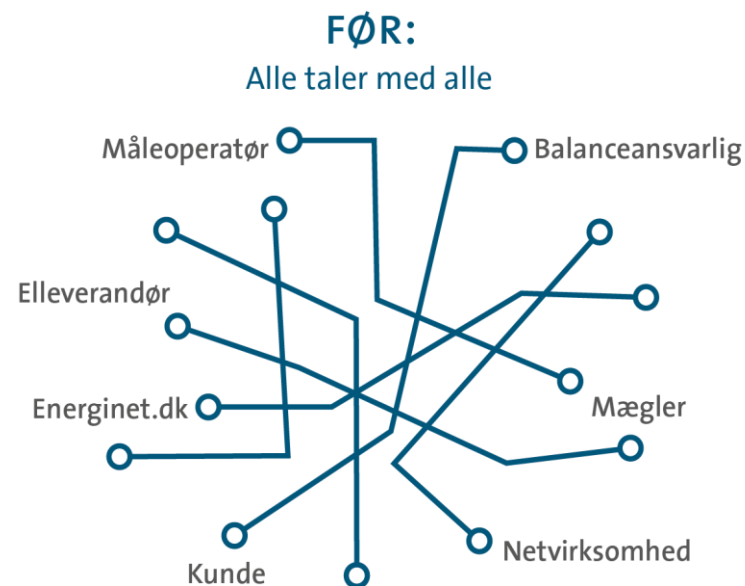 FØR:
Alle taler med alle
Måleoperatør
Balanceansvarlig
Elleverandør
Energinet.dk
Mægler
Netvirksomhed
Kunde